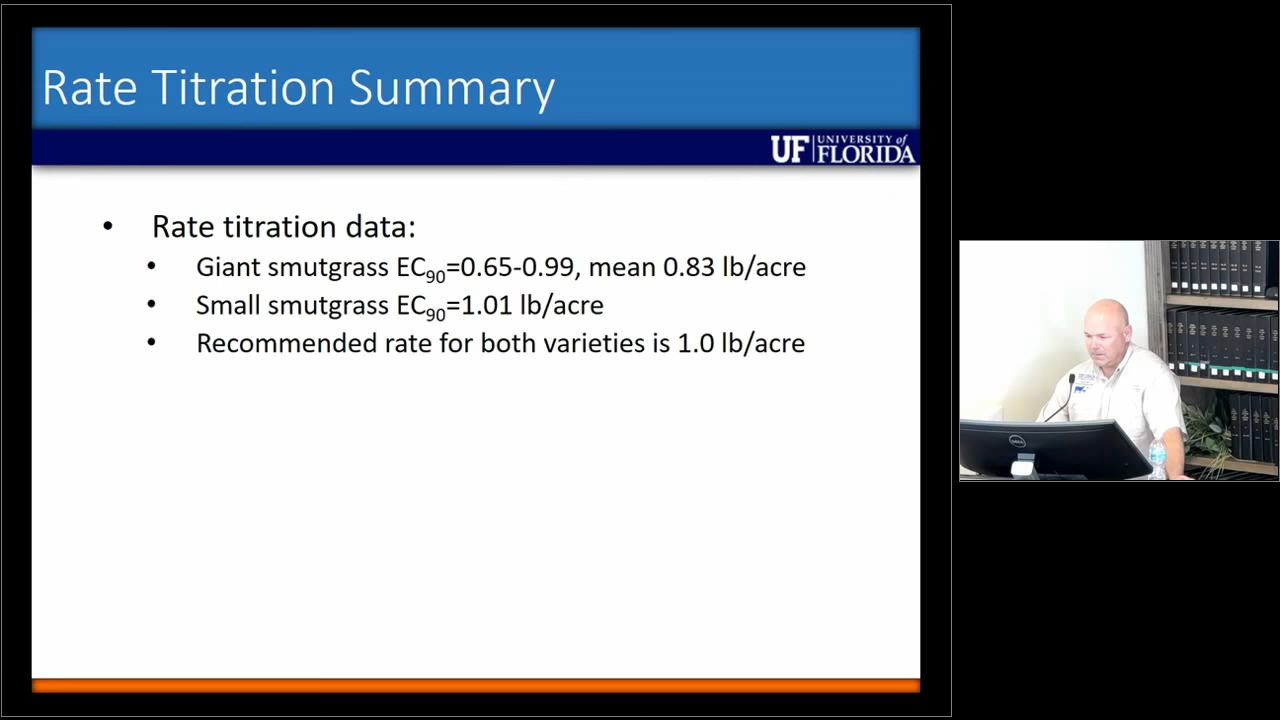 Rate Titration Summary
UF UNIVERSITY of
FLORIDA
• Rate titration data:
• Giant smutgrass EC90=0.65-0.99, mean 0.83 lb/acre
• Small smutgrass EC90=1.01 lb/acre
• Recommended rate for both varieties is 1.0 lb/acre
DELL